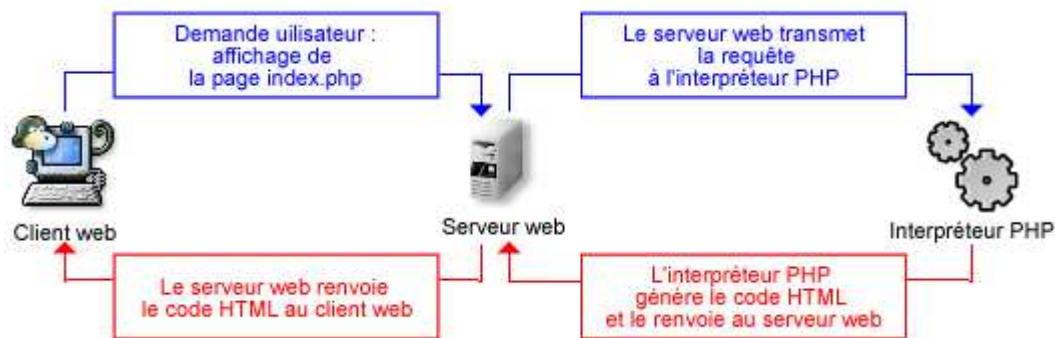 Demande uilisateur :
affichage de
la page index.php
Le serveur web transmet
la requête
à l'interpréteur PHP
Client web
Serveur web
Interpréteur PHP
Le serveur web renvoie
le code HTML au client web
L'interpréteur PHP
génére le code HTML
et le renvoie au serveur web